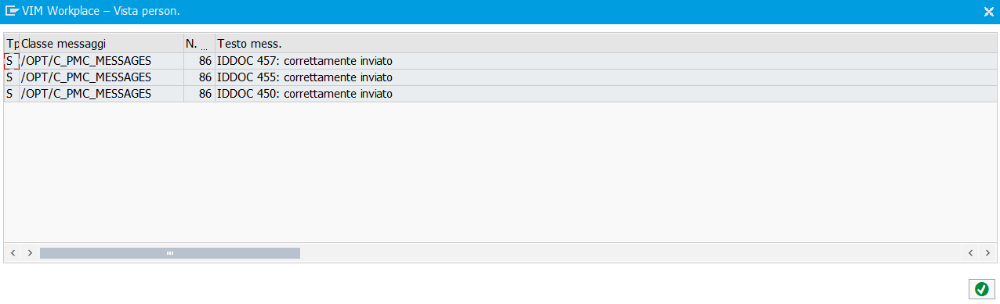 VIM Workplace – Vista person.
Tp Classe messaggi N. ... Testo mess.
S /OPT/C_PMC_MESSAGES 86 IDDOC 457: correttamente inviato
S /OPT/C_PMC_MESSAGES 86 IDDOC 455: correttamente inviato
S /OPT/C_PMC_MESSAGES 86 IDDOC 450: correttamente inviato